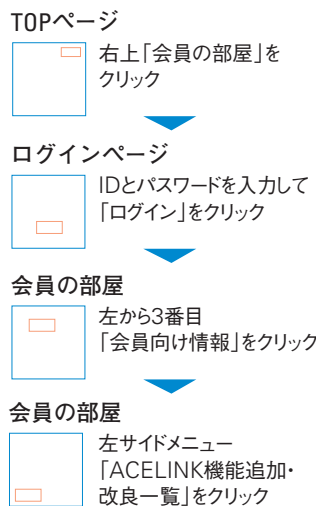 TOPページ
右上「会員の部屋」を
クリック
ログインページ
IDとパスワードを入力して
「ログイン」をクリック
会員の部屋
左から3番目
「会員向け情報」をクリック
会員の部屋
左サイドメニュー
「ACELINK機能追加・
改良一覧」をクリック